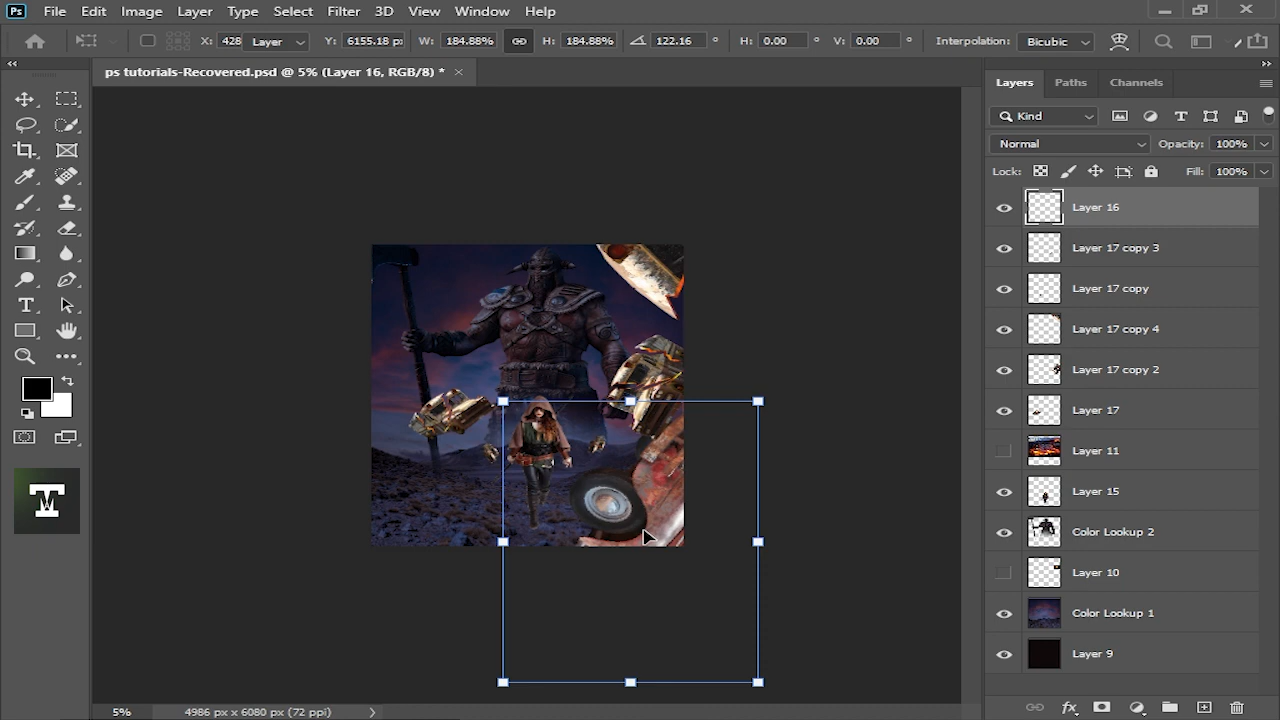 Ps File Edit Image Layer Type Select Filter 3D View Window Help
X: 428 Layer Y: 6155.18 px W: 184.88% H: 184.88% 122.16 ° H: 0.00 ° V: 0.00 ° Interpolation: Bicubic
ps tutorials-Recovered.psd @ 5% (Layer 16, RGB/8) * ×
Layers Paths Channels
Kind
Normal Opacity: 100%
Lock: Fill: 100%
Layer 16
Layer 17 copy 3
Layer 17 copy
Layer 17 copy 4
Layer 17 copy 2
Layer 17
Layer 11
Layer 15
Color Lookup 2
Layer 10
Color Lookup 1
Layer 9
5% 4986 px x 6080 px (72 ppi)